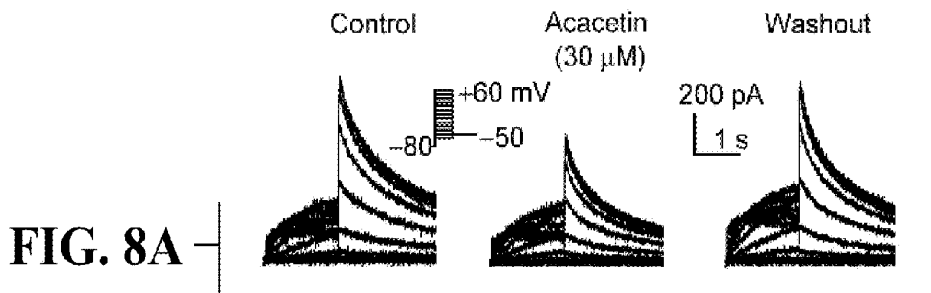 Control
Acacetin
(30 μM)
Washout
+60 mV
-80
-50
200 pA
1 s
FIG. 8A